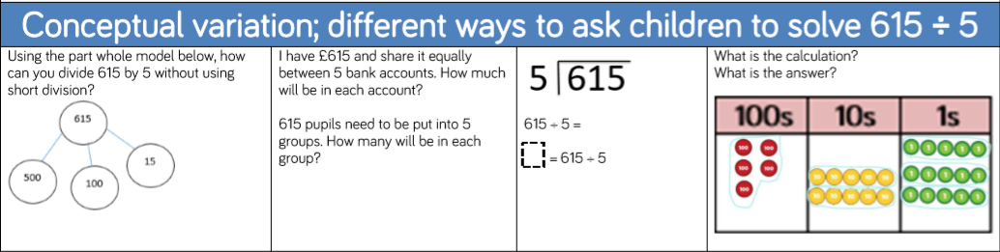 Conceptual variation; different ways to ask children to solve 615 ÷ 5
Using the part whole model below, how
can you divide 615 by 5 without using
short division?
615
500
100
15
I have £615 and share it equally
between 5 bank accounts. How much
will be in each account?
615 pupils need to be put into 5
groups. How many will be in each
group?
5 615
615 ÷ 5 =
= 615 ÷ 5
What is the calculation?
What is the answer?
100s 10s 1s
100 100
100 100
100
10 10 10 10 10
10 10 10 10 10
1 1 1 1 1
1 1 1 1 1
1 1 1 1 1